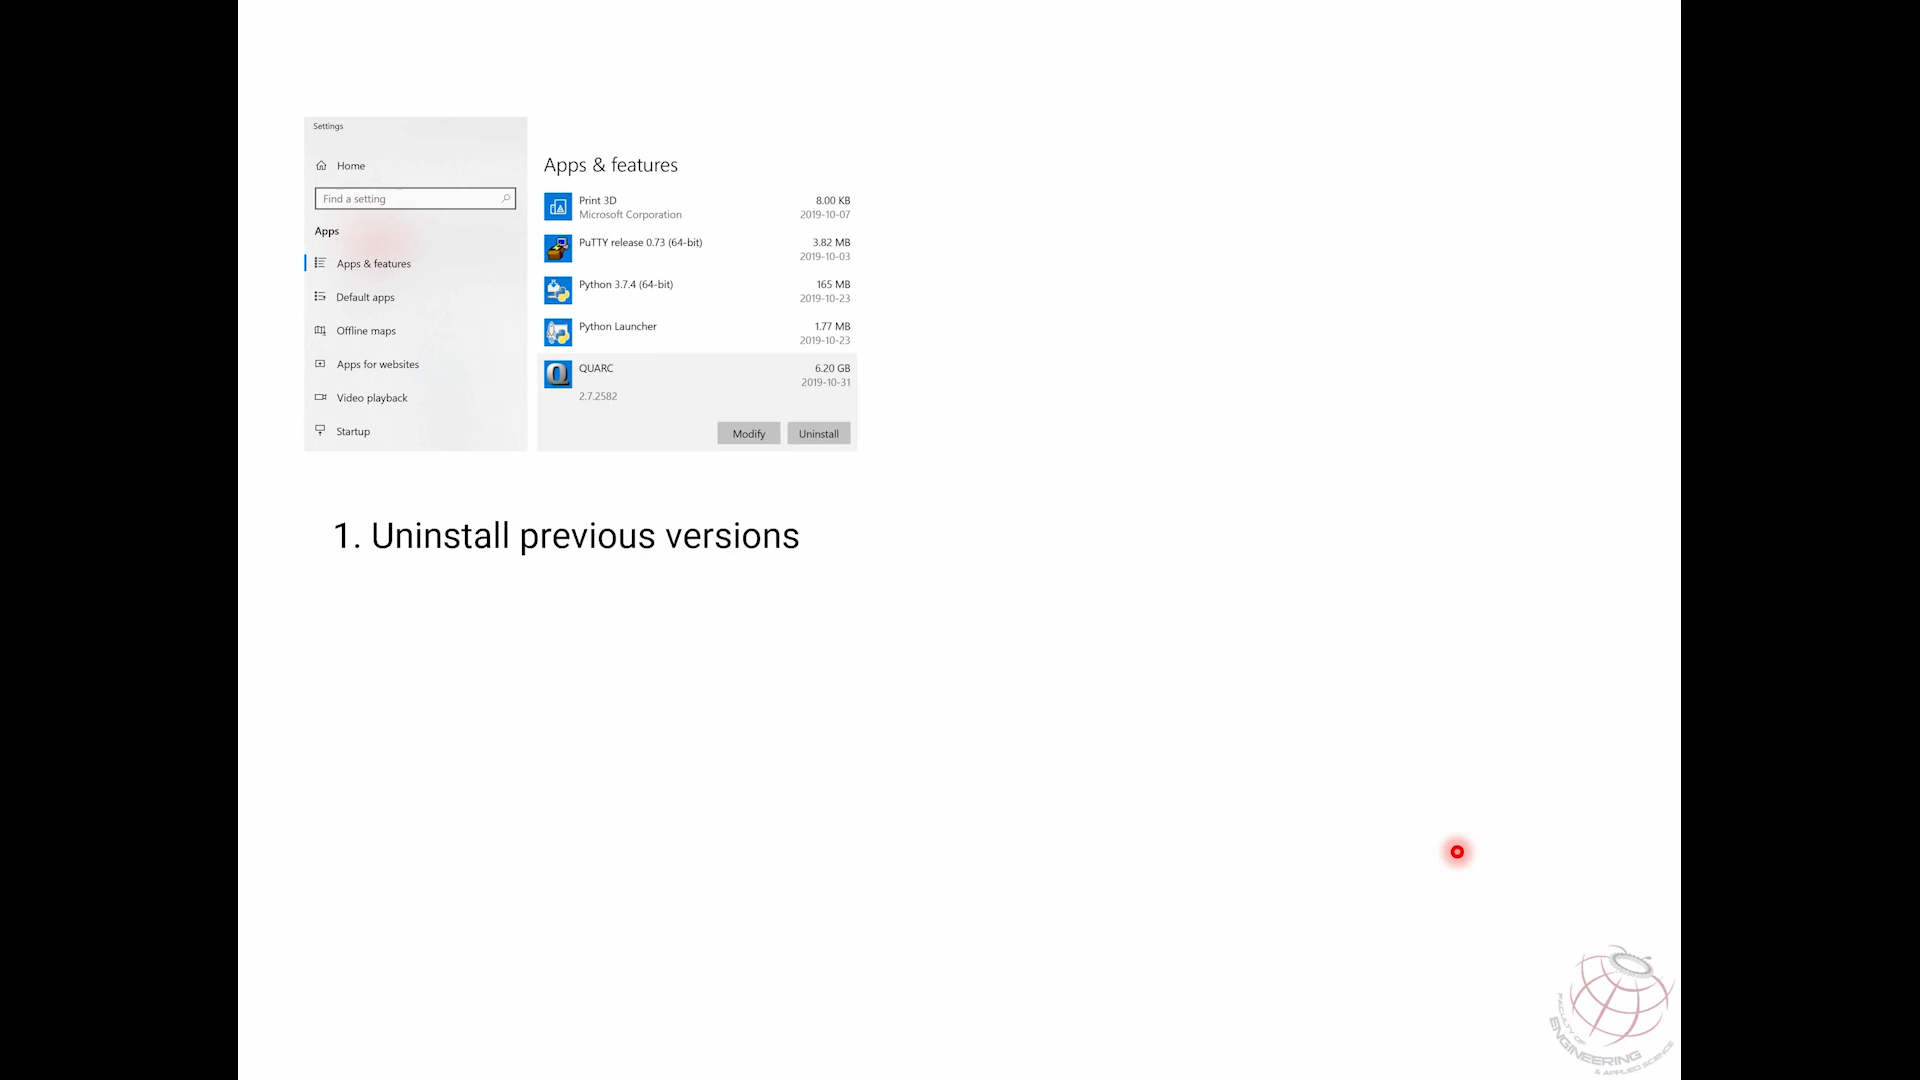 Settings
Home
Find a setting
Apps
Apps & features
Default apps
Offline maps
Apps for websites
Video playback
Startup
Apps & features
Print 3D 8.00 KB
Microsoft Corporation 2019-10-07
PuTTY release 0.73 (64-bit) 3.82 MB
2019-10-03
Python 3.7.4 (64-bit) 165 MB
2019-10-23
Python Launcher 1.77 MB
2019-10-23
QUARC 6.20 GB
2019-10-31
2.7.2582
Modify Uninstall
1. Uninstall previous versions
FACULTY OF
ENGINEERING
& APPLIED SCIENCE